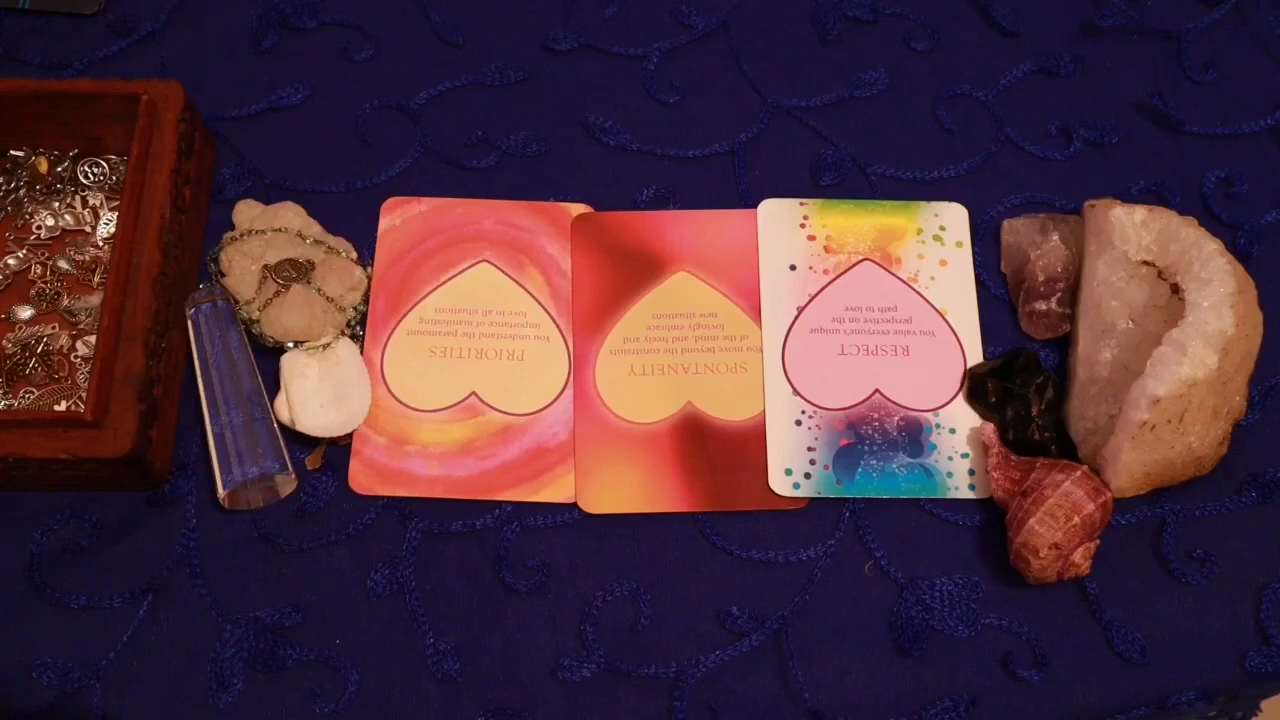 PRIORITIES
You understand the paramount
importance of manifesting
love in all situations
SPONTANEITY
You move beyond the constraints
of the mind, and freely and
lovingly embrace
new situations
RESPECT
You value everyone's unique
perspective on the
path to love